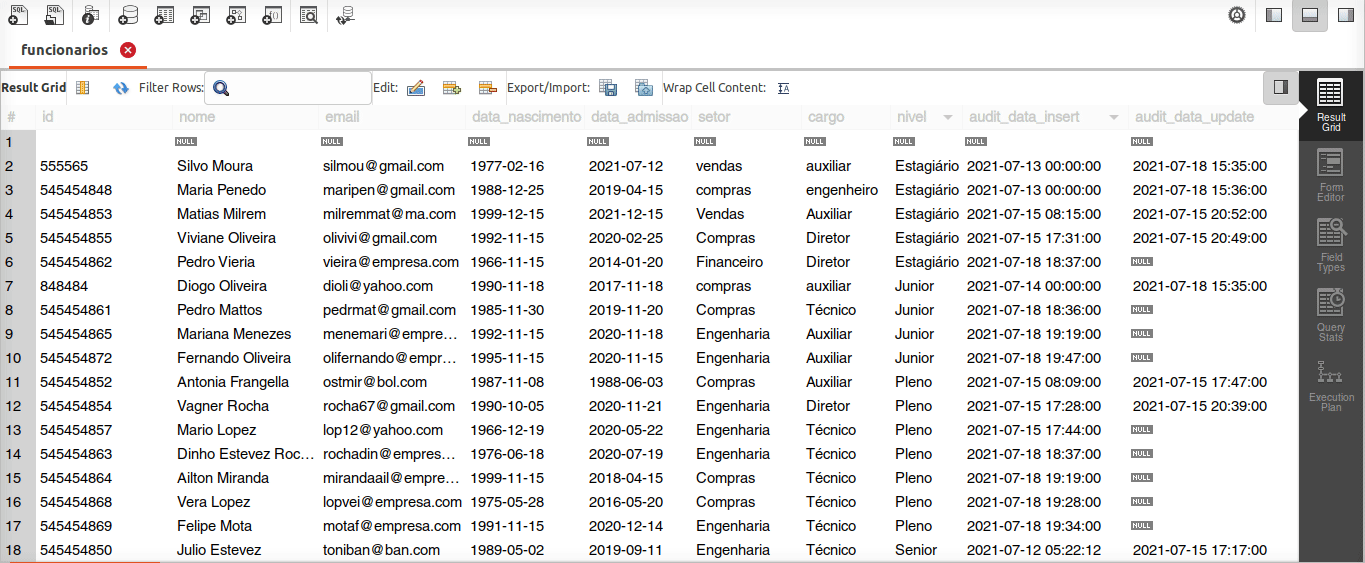 SQL SQL
funcionarios
Result Grid Filter Rows: Edit: Export/Import: Wrap Cell Content:
# id nome email data_nascimento data_admissao setor cargo nivel audit_data_insert audit_data_update
1 NULL NULL NULL NULL NULL NULL NULL NULL NULL
2 555565 Silvo Moura silmou@gmail.com 1977-02-16 2021-07-12 vendas auxiliar Estagiário 2021-07-13 00:00:00 2021-07-18 15:35:00
3 545454848 Maria Penedo maripen@gmail.com 1988-12-25 2019-04-15 compras engenheiro Estagiário 2021-07-13 00:00:00 2021-07-18 15:36:00
4 545454853 Matias Milrem milremmat@ma.com 1999-12-15 2021-12-15 Vendas Auxiliar Estagiário 2021-07-15 08:15:00 2021-07-15 20:52:00
5 545454855 Viviane Oliveira olivivi@gmail.com 1992-11-15 2020-02-25 Compras Diretor Estagiário 2021-07-15 17:31:00 2021-07-15 20:49:00
6 545454862 Pedro Vieria vieira@empresa.com 1966-11-15 2014-01-20 Financeiro Diretor Estagiário 2021-07-18 18:37:00 NULL
7 848484 Diogo Oliveira dioli@yahoo.com 1990-11-18 2017-11-18 compras auxiliar Junior 2021-07-14 00:00:00 2021-07-18 15:35:00
8 545454861 Pedro Mattos pedrmat@gmail.com 1985-11-30 2019-11-20 Compras Técnico Junior 2021-07-18 18:36:00 NULL
9 545454865 Mariana Menezes menemari@empre... 1992-11-15 2020-11-18 Engenharia Auxiliar Junior 2021-07-18 19:19:00 NULL
10 545454872 Fernando Oliveira olifernando@empr... 1995-11-15 2020-11-15 Engenharia Auxiliar Junior 2021-07-18 19:47:00 NULL
11 545454852 Antonia Frangella ostmir@bol.com 1987-11-08 1988-06-03 Compras Auxiliar Pleno 2021-07-15 08:09:00 2021-07-15 17:47:00
12 545454854 Vagner Rocha rocha67@gmail.com 1990-10-05 2020-11-21 Engenharia Diretor Pleno 2021-07-15 17:28:00 2021-07-15 20:39:00
13 545454857 Mario Lopez lop12@yahoo.com 1966-12-19 2020-05-22 Engenharia Técnico Pleno 2021-07-15 17:44:00 NULL
14 545454863 Dinho Estevez Roc... rochadin@empres... 1976-06-18 2020-07-19 Engenharia Técnico Pleno 2021-07-18 18:37:00 NULL
15 545454864 Ailton Miranda mirandaail@empre... 1999-11-15 2018-04-15 Compras Técnico Pleno 2021-07-18 19:19:00 NULL
16 545454868 Vera Lopez lopvei@empresa.com 1975-05-28 2016-05-20 Compras Técnico Pleno 2021-07-18 19:28:00 NULL
17 545454869 Felipe Mota motaf@empresa.com 1991-11-15 2020-12-14 Engenharia Técnico Pleno 2021-07-18 19:34:00 NULL
18 545454850 Julio Estevez toniban@ban.com 1989-05-02 2019-09-11 Engenharia Técnico Senior 2021-07-12 05:22:12 2021-07-15 17:17:00
Result
Grid
Form
Editor
Field
Types
Query
Stats
Execution
Plan